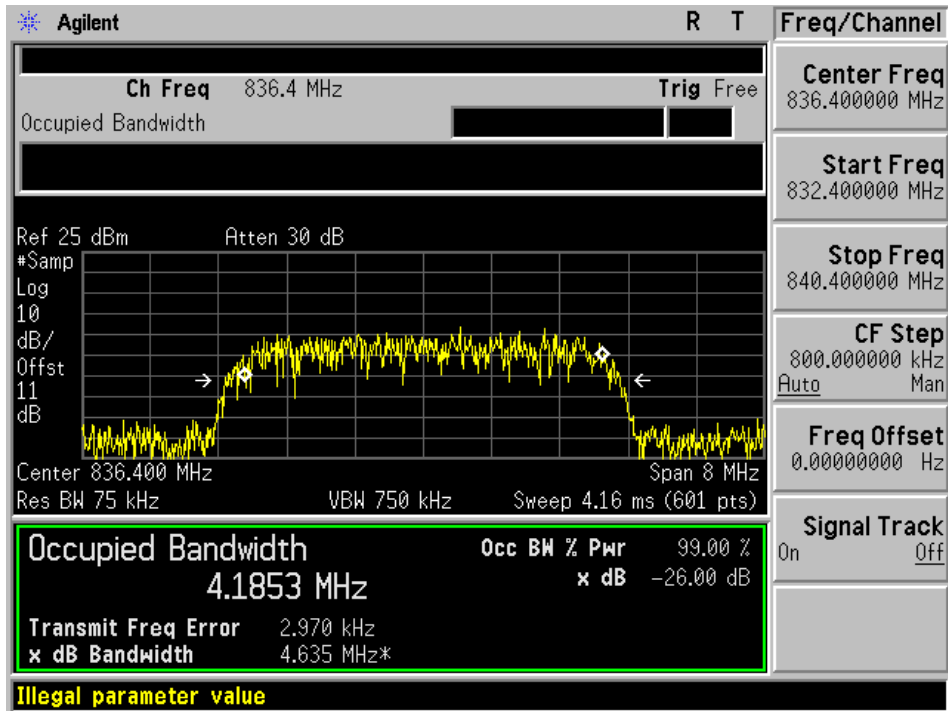 Agilent R T Freq/Channel
Ch Freq 836.4 MHz Trig Free
Occupied Bandwidth
Center Freq
836.400000 MHz
Start Freq
832.400000 MHz
Stop Freq
840.400000 MHz
CF Step
800.000000 kHz
Auto Man
Freq Offset
0.00000000 Hz
Signal Track
On Off
Ref 25 dBm Atten 30 dB
#Samp
Log
10
dB/
Offst
11
dB
Center 836.400 MHz Span 8 MHz
Res BW 75 kHz VBW 750 kHz Sweep 4.16 ms (601 pts)
Occupied Bandwidth Occ BW % Pwr 99.00 %
4.1853 MHz x dB -26.00 dB
Transmit Freq Error 2.970 kHz
x dB Bandwidth 4.635 MHz*
Illegal parameter value